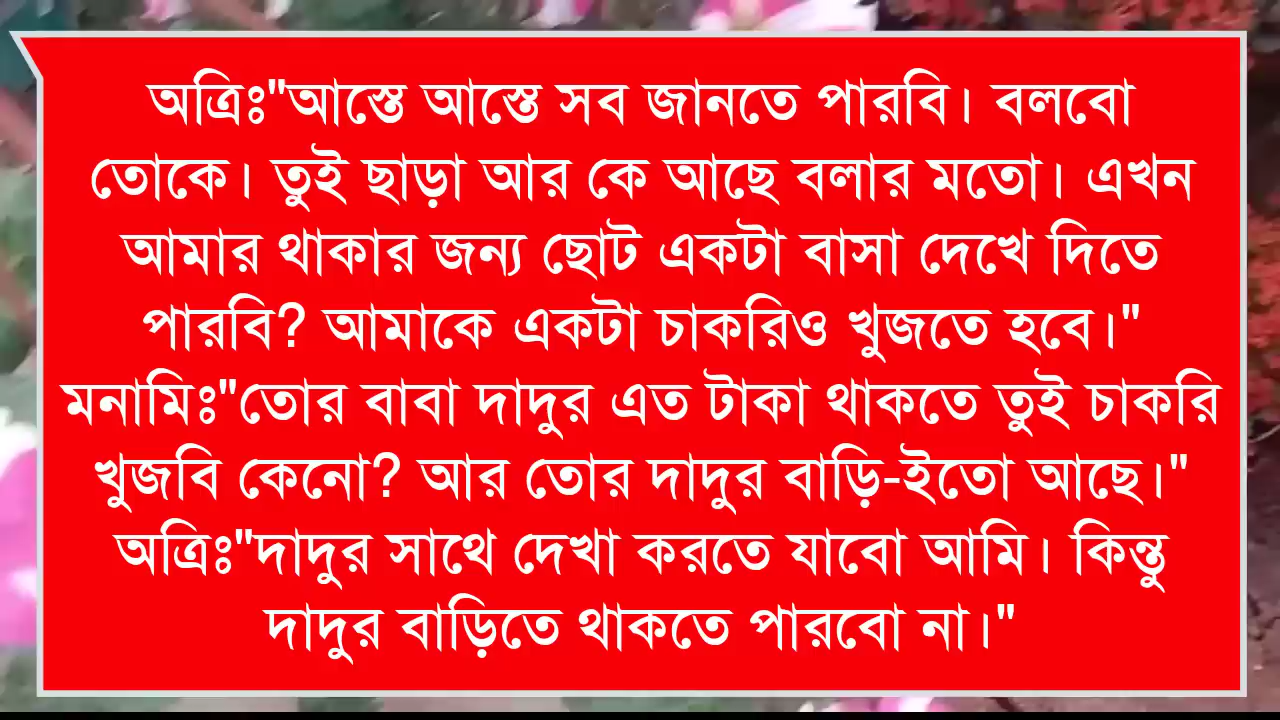 অত্রিঃ"আস্তে আস্তে সব জানতে পারবি। বলবো
তোকে। তুই ছাড়া আর কে আছে বলার মতো। এখন
আমার থাকার জন্য ছোট একটা বাসা দেখে দিতে
পারবি? আমাকে একটা চাকরিও খুজতে হবে।"
মনামিঃ"তোর বাবা দাদুর এত টাকা থাকতে তুই চাকরি
খুজবি কেনো? আর তোর দাদুর বাড়ি-ইতো আছে।"
অত্রিঃ"দাদুর সাথে দেখা করতে যাবো আমি। কিন্তু
দাদুর বাড়িতে থাকতে পারবো না।"